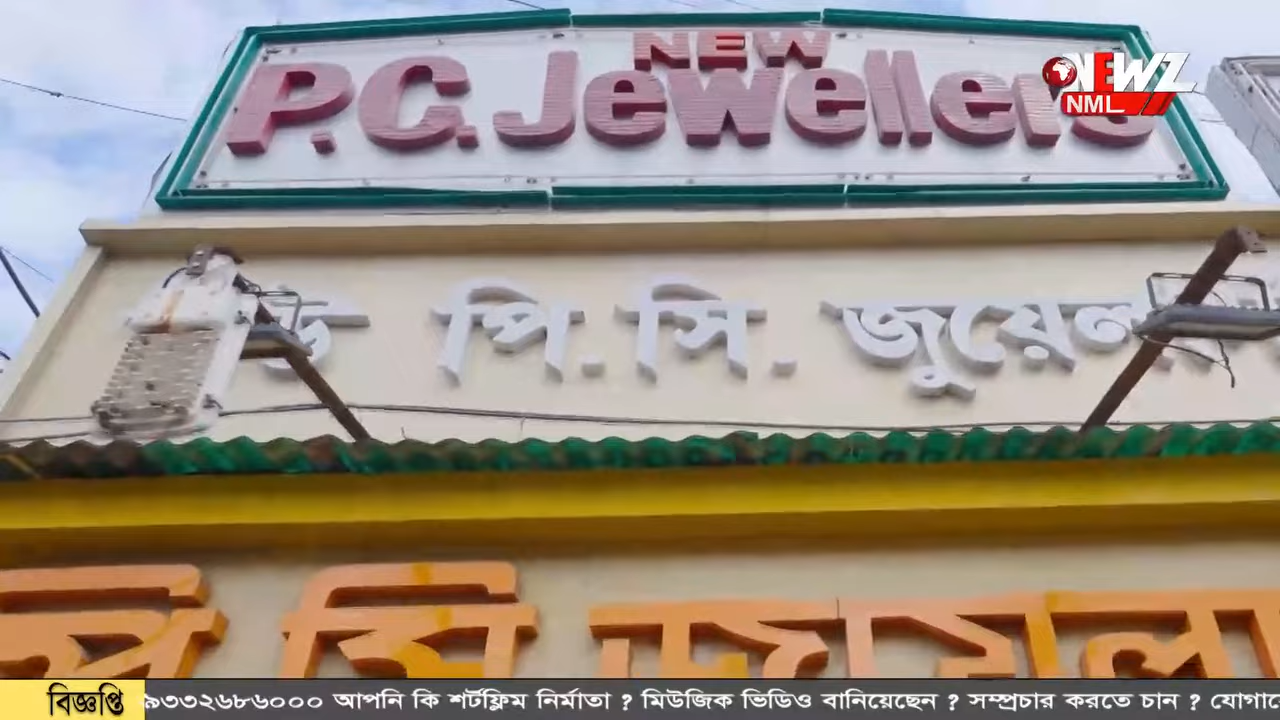 NEW
P.C. Jewellers
NEWZ
NML
পি. সি. জুয়েল
পি সি জুয়েলা
বিজ্ঞপ্তি
৯৩৩২৬৮৬০০০ আপনি কি শর্টফ্লিম নির্মাতা ? মিউজিক ভিডিও বানিয়েছেন ? সম্প্রচার করতে চান ?